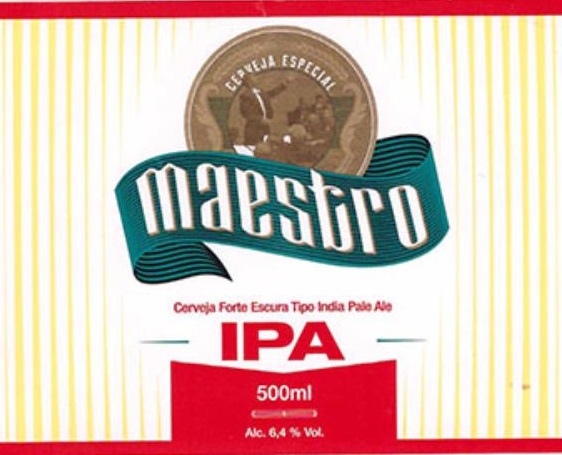 CERVEJA ESPECIAL
maestro
Cerveja Forte Escura Tipo India Pale Ale
IPA
500ml
Alc. 6,4 % Vol.